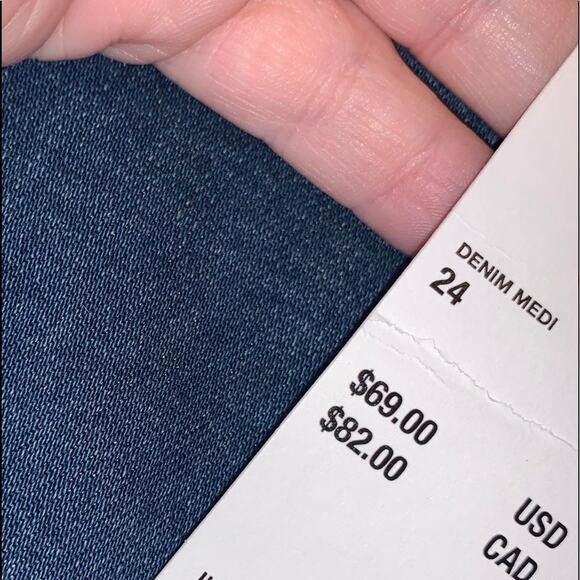 DENIM MEDI
24
$69.00 USD
$82.00 CAD